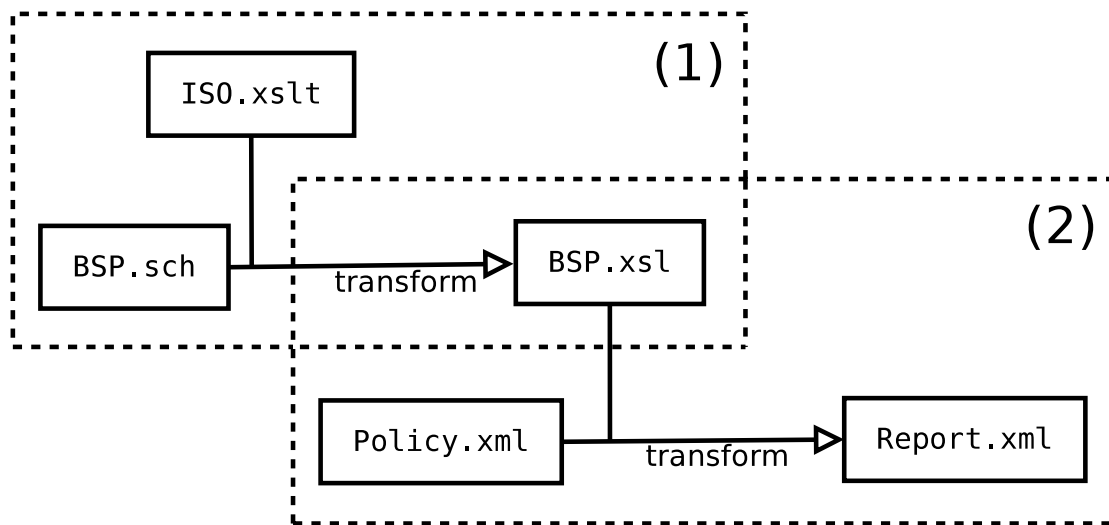 (1)
ISO.xslt
(2)
BSP.sch
transform
BSP.xsl
Policy.xml
transform
Report.xml